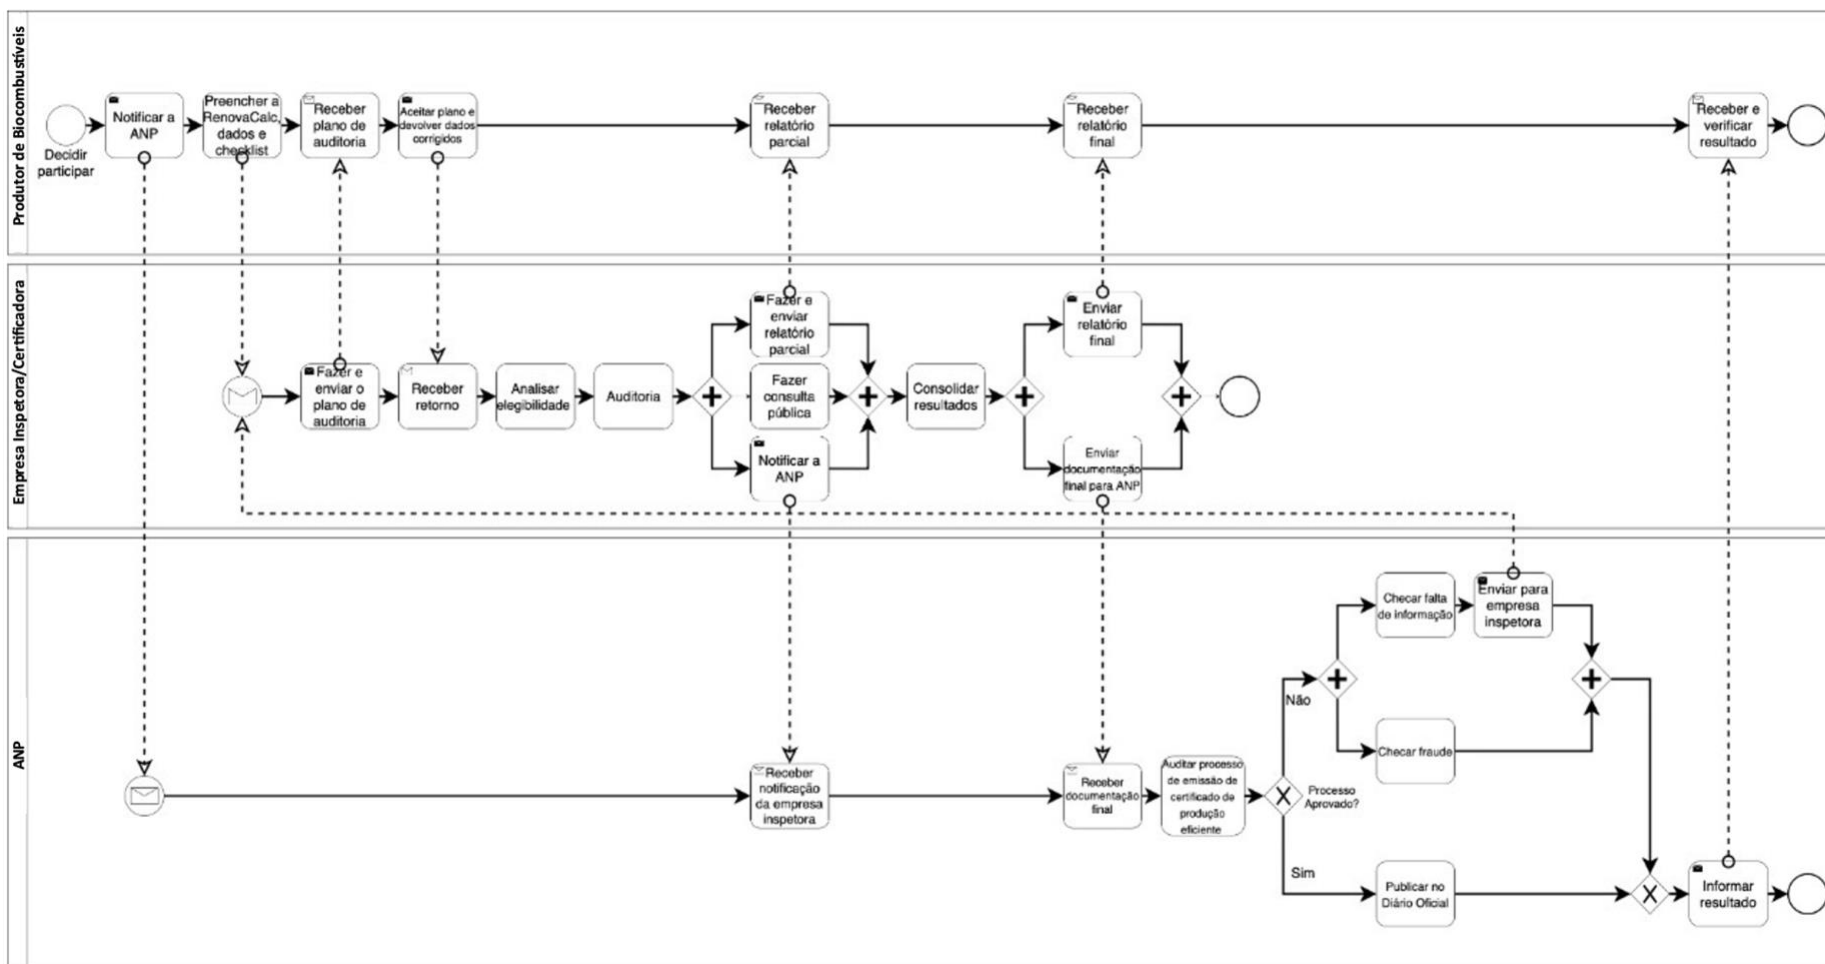 Produtor de Biocombustíveis
Decidir
participar
Notificar a
ANP
Preencher a
RenovaCalc,
dados e
checklist
Receber
plano de
auditoria
Aceitar plano e
devolver dados
corrigidos
Receber
relatório
parcial
Receber
relatório
final
Receber e
verificar
resultado
Empresa Inspetora/Certificadora
Fazer e
enviar o
plano de
auditoria
Receber
retorno
Analisar
elegibilidade
Auditoria
Fazer e
enviar
relatório
parcial
Fazer
consulta
pública
Notificar a
ANP
Consolidar
resultados
Enviar
relatório
final
Enviar
documentação
final para ANP
ANP
Receber
notificação
da empresa
inspetora
Receber
documentação
final
Auditar processo
de emissão de
certificado de
produção
eficiente
Processo
Aprovado?
Não
Sim
Checar falta
de informação
Enviar para
empresa
inspetora
Checar fraude
Publicar no
Diário Oficial
Informar
resultado